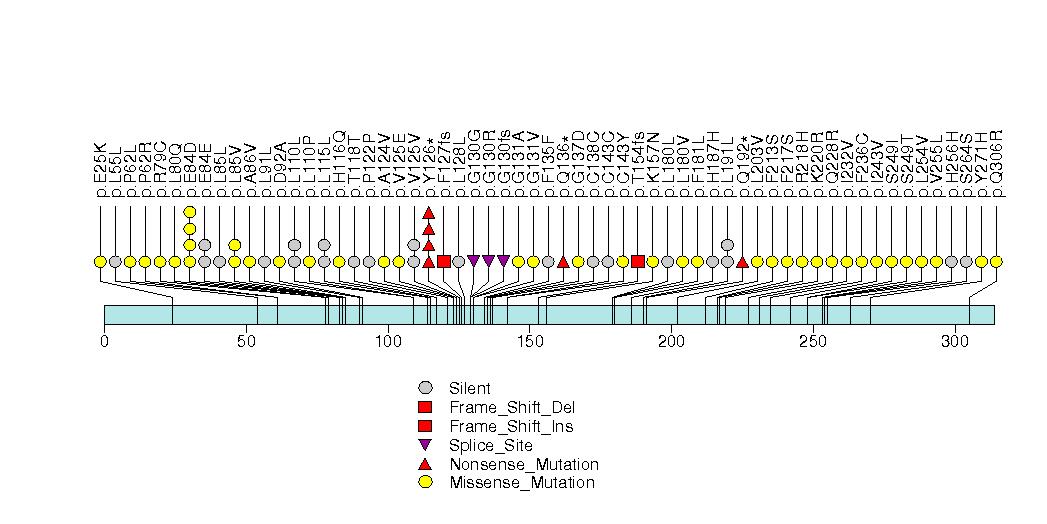 p.E25K
p.L55L
p.P62L
p.P62R
p.R79C
p.L80Q
p.E84D
p.E84E
p.L85L
p.L85V
p.A86V
p.L91L
p.D92A
p.L110L
p.L110P
p.L115L
p.H116Q
p.T118T
p.P122P
p.A124V
p.V125E
p.V125V
p.Y126*
p.F127fs
p.L128L
p.G130G
p.G130R
p.G130fs
p.G131A
p.G131V
p.F135F
p.Q136*
p.G137D
p.C138C
p.C143C
p.C143Y
p.T154fs
p.K157N
p.L180L
p.L180V
p.F181L
p.H187H
p.L191L
p.Q192*
p.L203V
p.F213S
p.F217S
p.R218H
p.K220R
p.Q228R
p.I232V
p.F236C
p.I243V
p.S249L
p.S249T
p.L254V
p.V255L
p.H256H
p.S264S
p.Y271H
p.Q306R
0 50 100 150 200 250 300
Silent
Frame_Shift_Del
Frame_Shift_Ins
Splice_Site
Nonsense_Mutation
Missense_Mutation